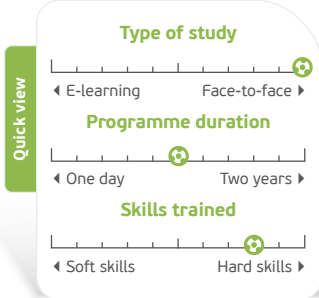 Quick view
Type of study
◀ E-learning Face-to-face ▶
Programme duration
◀ One day Two years ▶
Skills trained
◀ Soft skills Hard skills ▶